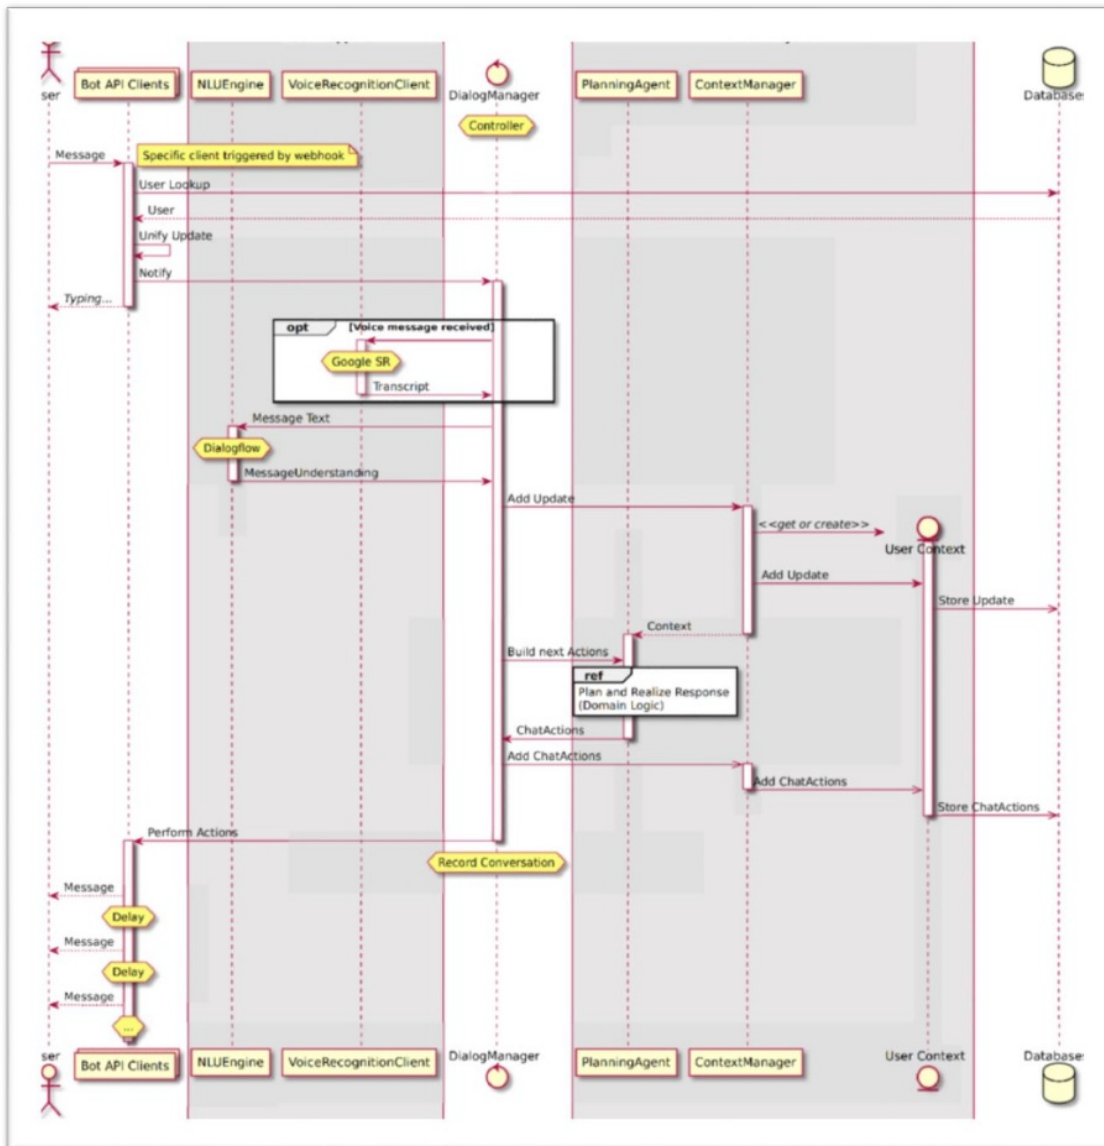 ser
Bot API Clients
NLUEngine
VoiceRecognitionClient
DialogManager
PlanningAgent
ContextManager
Database
Controller
Message
Specific client triggered by webhook
User Lookup
User
Unify Update
Notify
Typing...
opt
[Voice message received]
Google SR
Transcript
Message Text
Dialogflow
MessageUnderstanding
Add Update
<<get or create>>
User Context
Add Update
Store Update
Context
Build next Actions
ref
Plan and Realize Response
(Domain Logic)
ChatActions
Add ChatActions
Add ChatActions
Store ChatActions
Perform Actions
Record Conversation
Message
Delay
Message
Delay
Message
...
ser
Bot API Clients
NLUEngine
VoiceRecognitionClient
DialogManager
PlanningAgent
ContextManager
User Context
Database